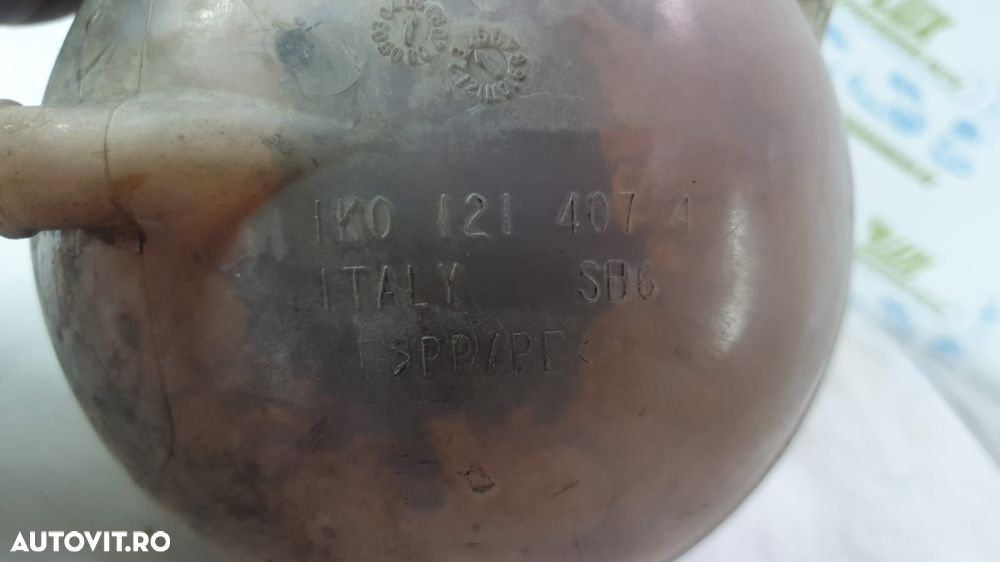 1K0 121 407 A
ITALY SB6
>PP/PE<
AUTOVIT.RO